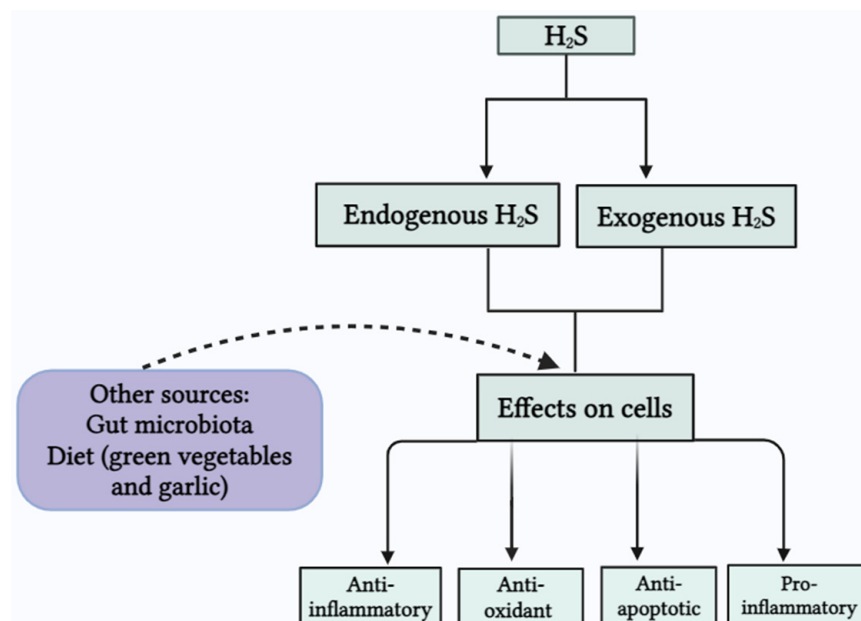 H₂S
Endogenous H₂S
Exogenous H₂S
Other sources:
Gut microbiota
Diet (green vegetables
and garlic)
Effects on cells
Anti-
inflammatory
Anti-
oxidant
Anti-
apoptotic
Pro-
inflammatory